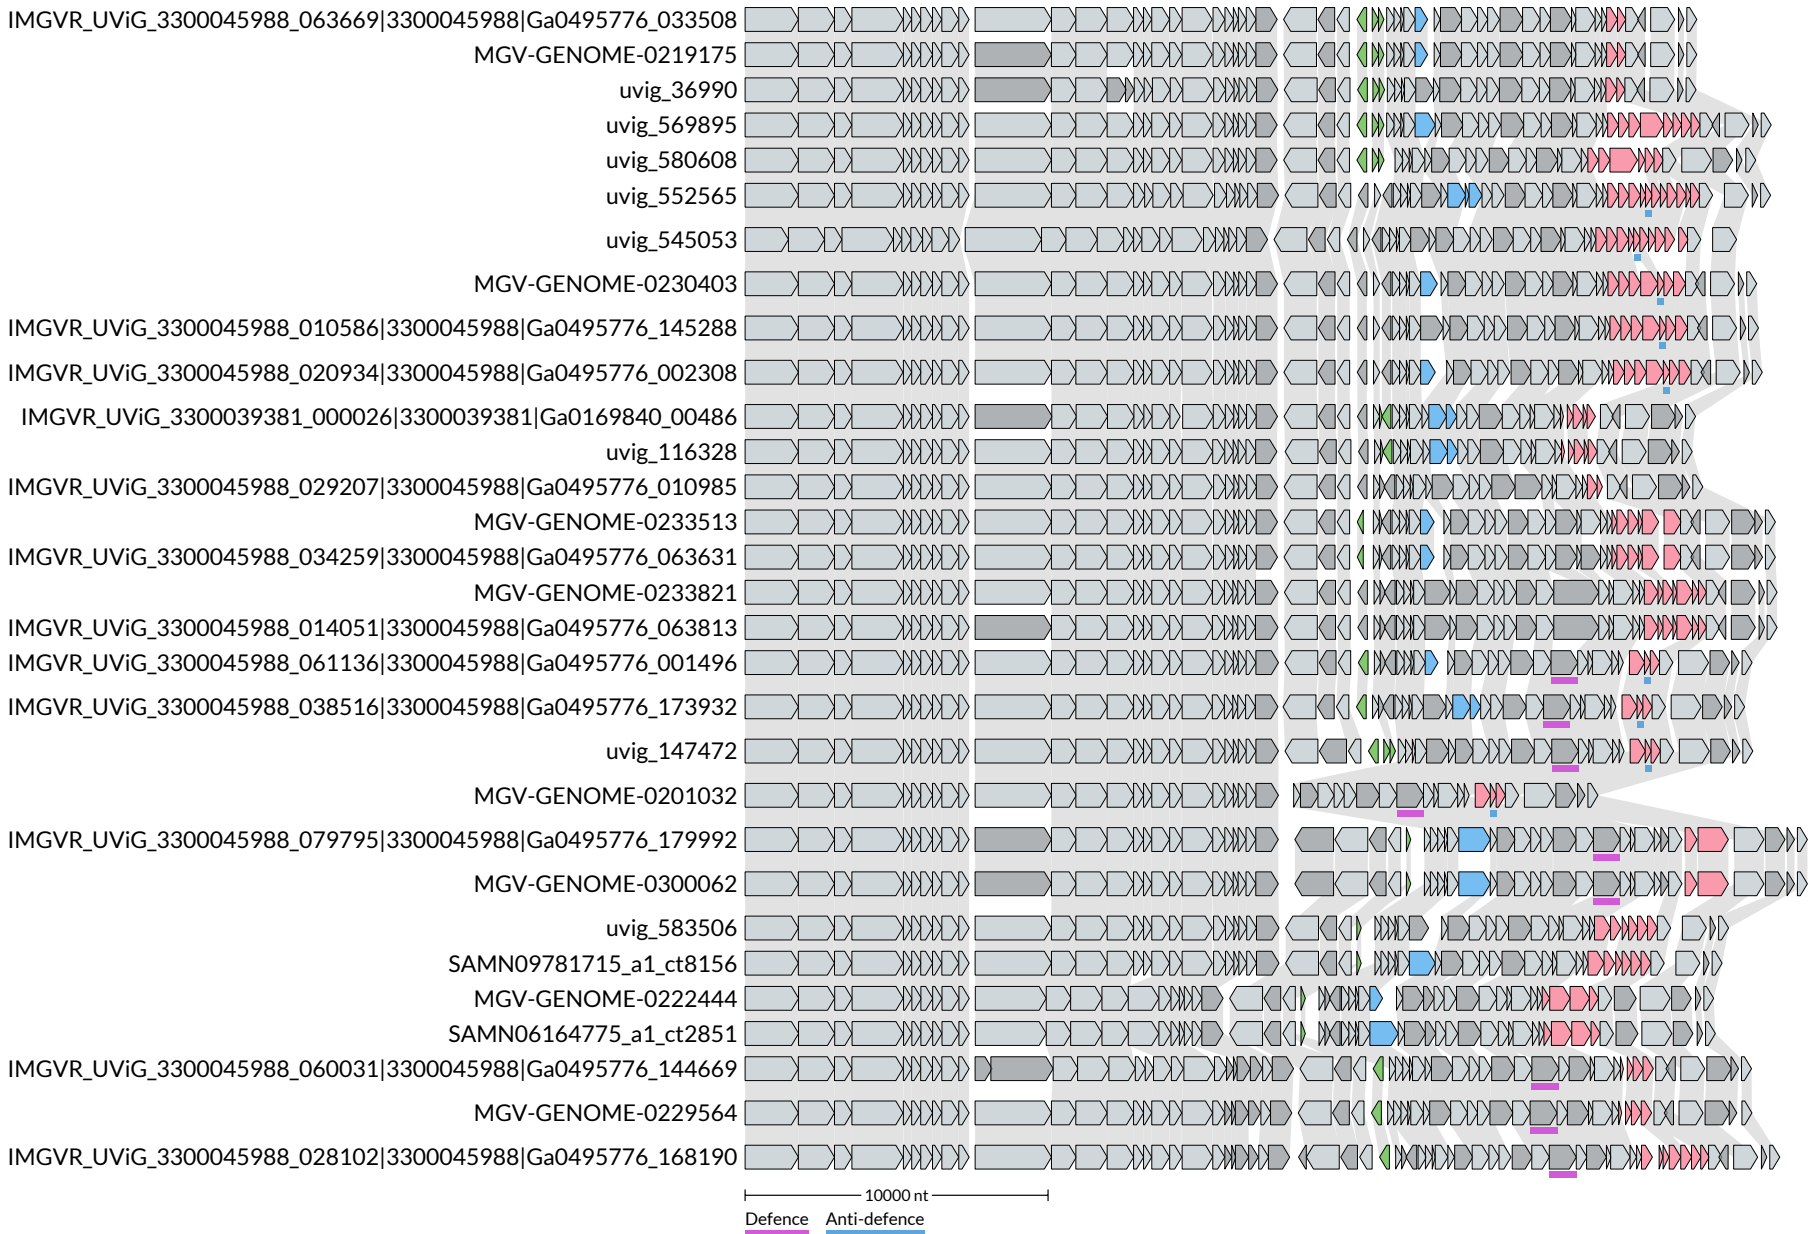 IMGVR_UViG_3300045988_063669|3300045988|Ga0495776_033508
MGV-GENOME-0219175
uvig_36990
uvig_569895
uvig_580608
uvig_552565
uvig_545053
MGV-GENOME-0230403
IMGVR_UViG_3300045988_010586|3300045988|Ga0495776_145288
IMGVR_UViG_3300045988_020934|3300045988|Ga0495776_002308
IMGVR_UViG_3300039381_000026|3300039381|Ga0169840_00486
uvig_116328
IMGVR_UViG_3300045988_029207|3300045988|Ga0495776_010985
MGV-GENOME-0233513
IMGVR_UViG_3300045988_034259|3300045988|Ga0495776_063631
MGV-GENOME-0233821
IMGVR_UViG_3300045988_014051|3300045988|Ga0495776_063813
IMGVR_UViG_3300045988_061136|3300045988|Ga0495776_001496
IMGVR_UViG_3300045988_038516|3300045988|Ga0495776_173932
uvig_147472
MGV-GENOME-0201032
IMGVR_UViG_3300045988_079795|3300045988|Ga0495776_179992
MGV-GENOME-0300062
uvig_583506
SAMN09781715_a1_ct8156
MGV-GENOME-0222444
SAMN06164775_a1_ct2851
IMGVR_UViG_3300045988_060031|3300045988|Ga0495776_144669
MGV-GENOME-0229564
IMGVR_UViG_3300045988_028102|3300045988|Ga0495776_168190
10000 nt
Defence Anti-defence